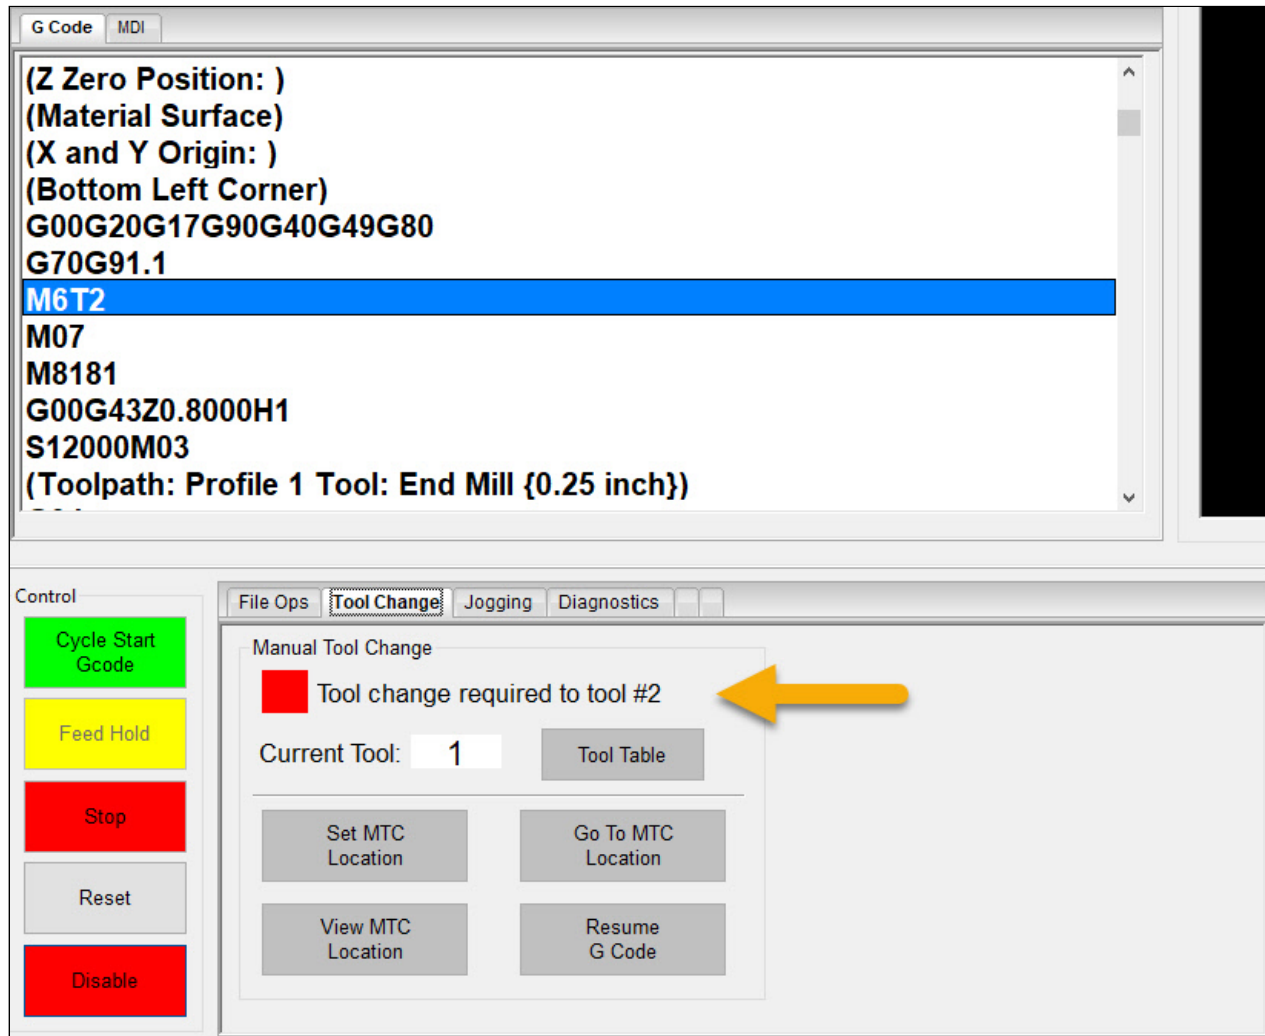 G Code MDI
(Z Zero Position: )
(Material Surface)
(X and Y Origin: )
(Bottom Left Corner)
G00G20G17G90G40G49G80
G70G91.1
M6T2
M07
M8181
G00G43Z0.8000H1
S12000M03
(Toolpath: Profile 1 Tool: End Mill {0.25 inch})
Control
Cycle Start
Gcode
Feed Hold
Stop
Reset
Disable
File Ops Tool Change Jogging Diagnostics
Manual Tool Change
Tool change required to tool #2
Current Tool: 1 Tool Table
Set MTC
Location
Go To MTC
Location
View MTC
Location
Resume
G Code